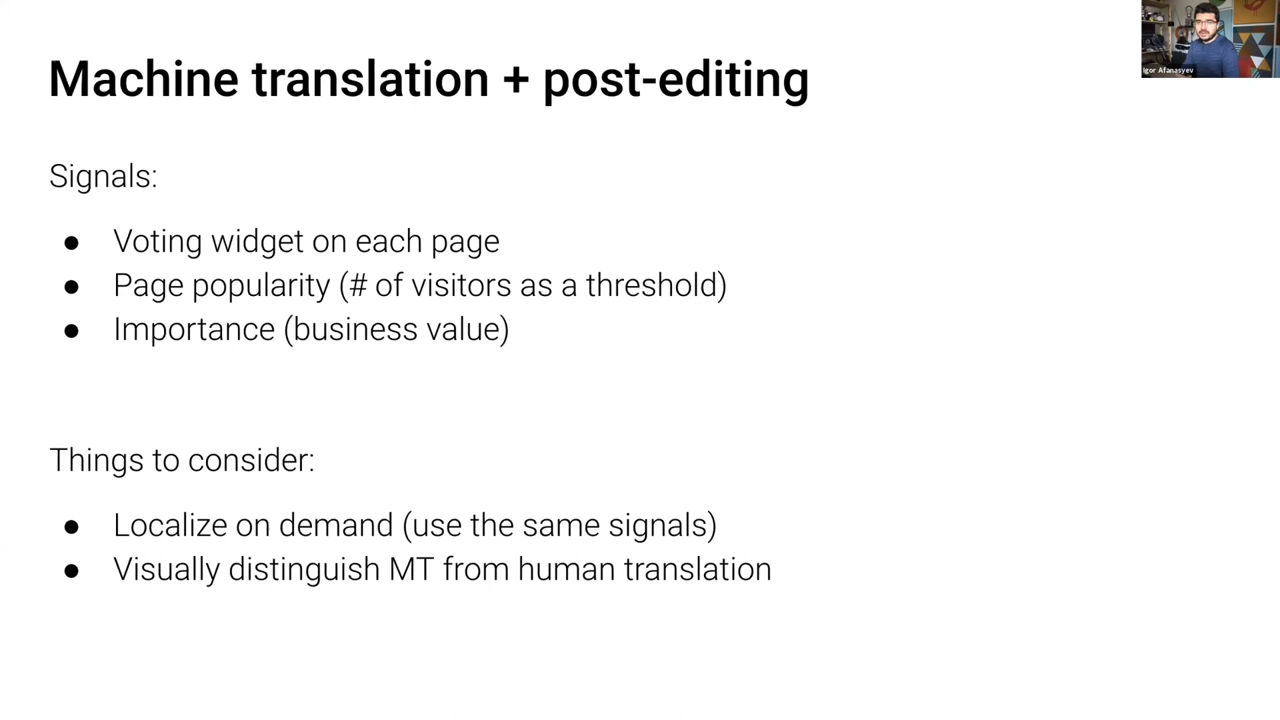 Machine translation + post-editing
Igor Afanasyev
Signals:
● Voting widget on each page
● Page popularity (# of visitors as a threshold)
● Importance (business value)
Things to consider:
● Localize on demand (use the same signals)
● Visually distinguish MT from human translation